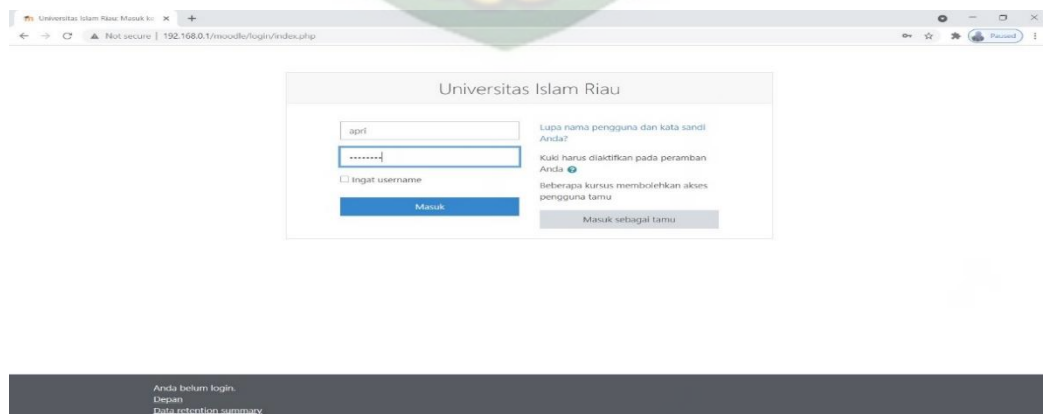 Universitas Islam Riau: Masuk ke
Not secure | 192.168.0.1/moodle/login/index.php
Paused
Universitas Islam Riau
apri
Ingat username
Masuk
Lupa nama pengguna dan kata sandi
Anda?
Kuki harus diaktifkan pada peramban
Anda
Beberapa kursus membolehkan akses
pengguna tamu
Masuk sebagai tamu
Anda belum login.
Depan
Data retention summary